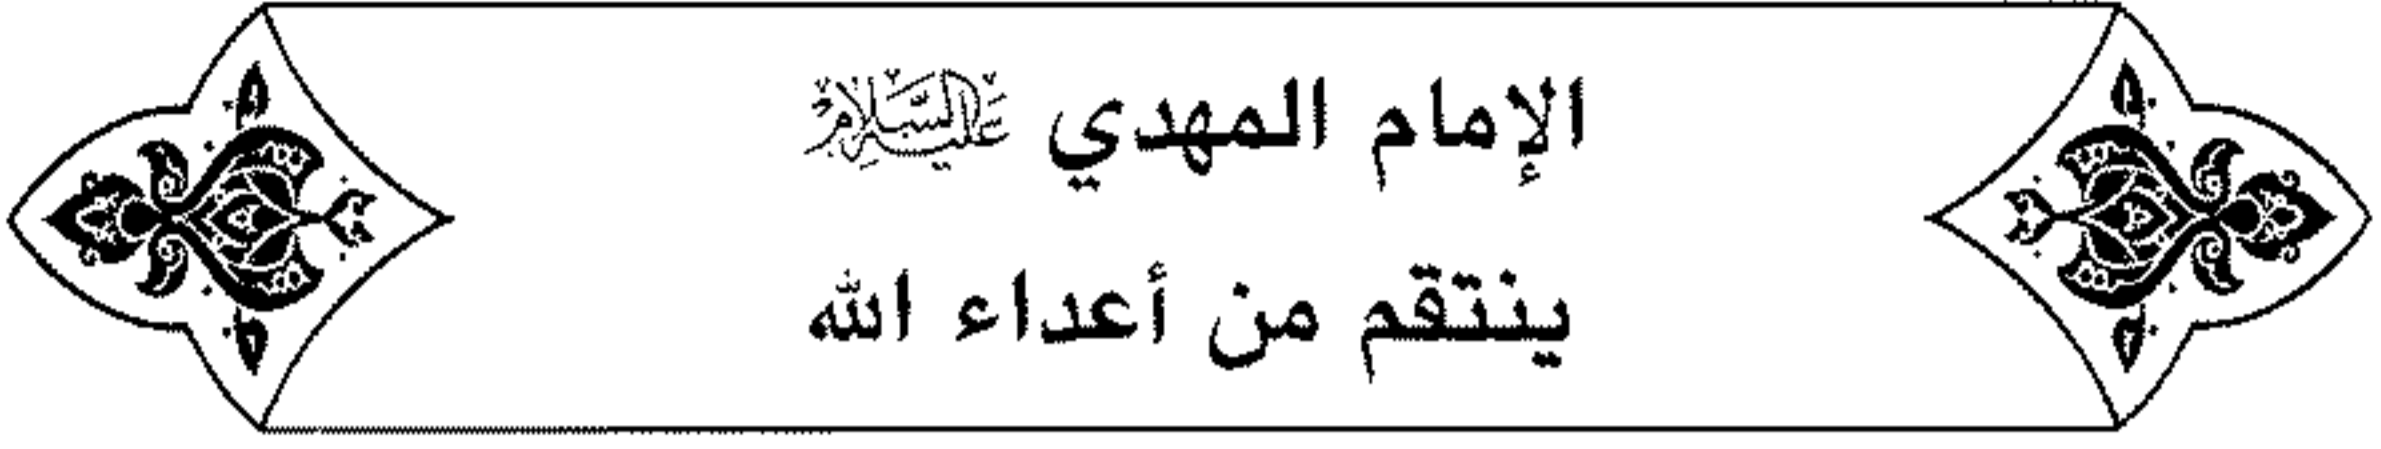 الإمام المهدي عليه السلام
ينتقم من أعداء الله